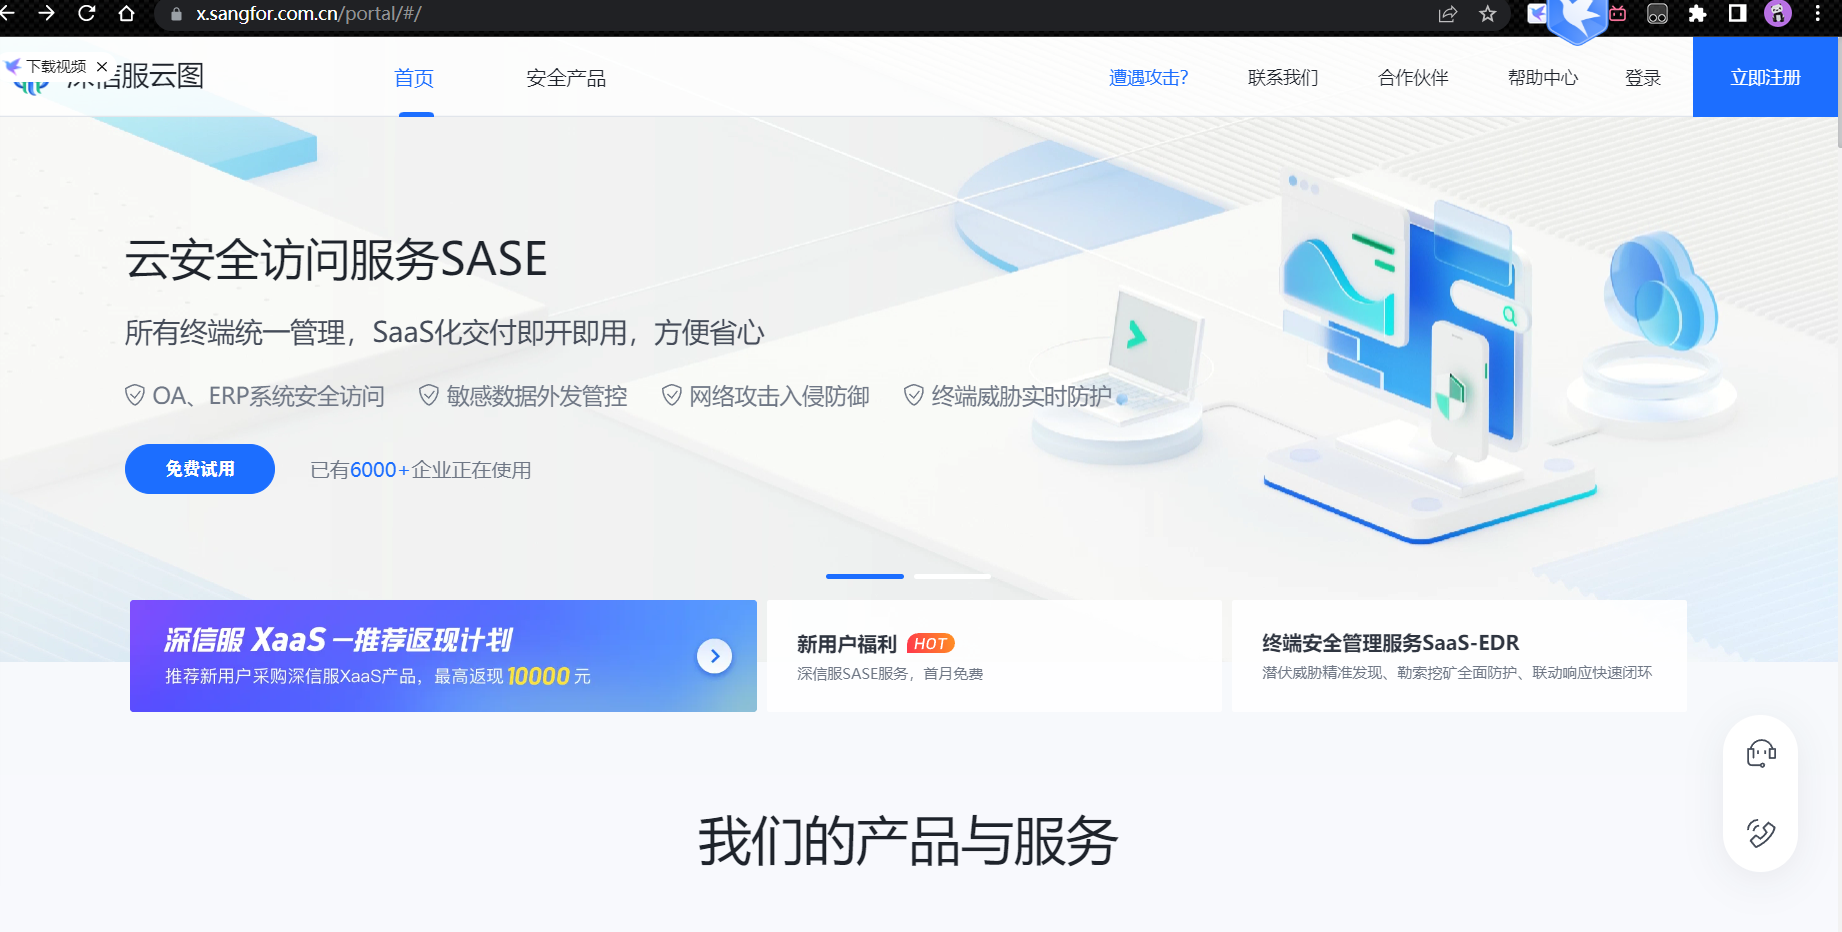 x.sangfor.com.cn/portal/#/
下载视频 ×
深信服云图
首页
安全产品
遭遇攻击?
联系我们
合作伙伴
帮助中心
登录
立即注册
云安全访问服务SASE
所有终端统一管理，SaaS化交付即开即用，方便省心
OA、ERP系统安全访问
敏感数据外发管控
网络攻击入侵防御
终端威胁实时防护
免费试用
已有6000+企业正在使用
深信服 XaaS一推荐返现计划
推荐新用户采购深信服XaaS产品，最高返现 10000 元
新用户福利 HOT
深信服SASE服务，首月免费
终端安全管理服务SaaS-EDR
潜伏威胁精准发现、勒索挖矿全面防护、联动响应快速闭环
我们的产品与服务